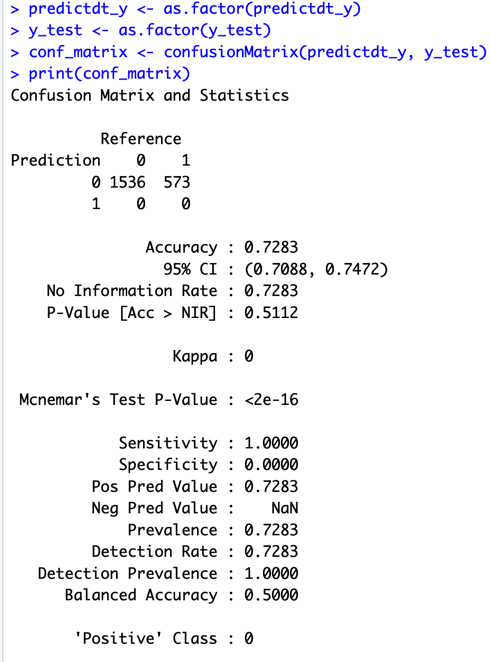 > predictdt_y <- as.factor(predictdt_y)
> y_test <- as.factor(y_test)
> conf_matrix <- confusionMatrix(predictdt_y, y_test)
> print(conf_matrix)
Confusion Matrix and Statistics

          Reference
Prediction    0    1
         0 1536  573
         1    0    0

               Accuracy : 0.7283
                 95% CI : (0.7088, 0.7472)
    No Information Rate : 0.7283
    P-Value [Acc > NIR] : 0.5112

                  Kappa : 0

 Mcnemar's Test P-Value : <2e-16

            Sensitivity : 1.0000
            Specificity : 0.0000
         Pos Pred Value : 0.7283
         Neg Pred Value :    NaN
             Prevalence : 0.7283
         Detection Rate : 0.7283
   Detection Prevalence : 1.0000
      Balanced Accuracy : 0.5000

       'Positive' Class : 0